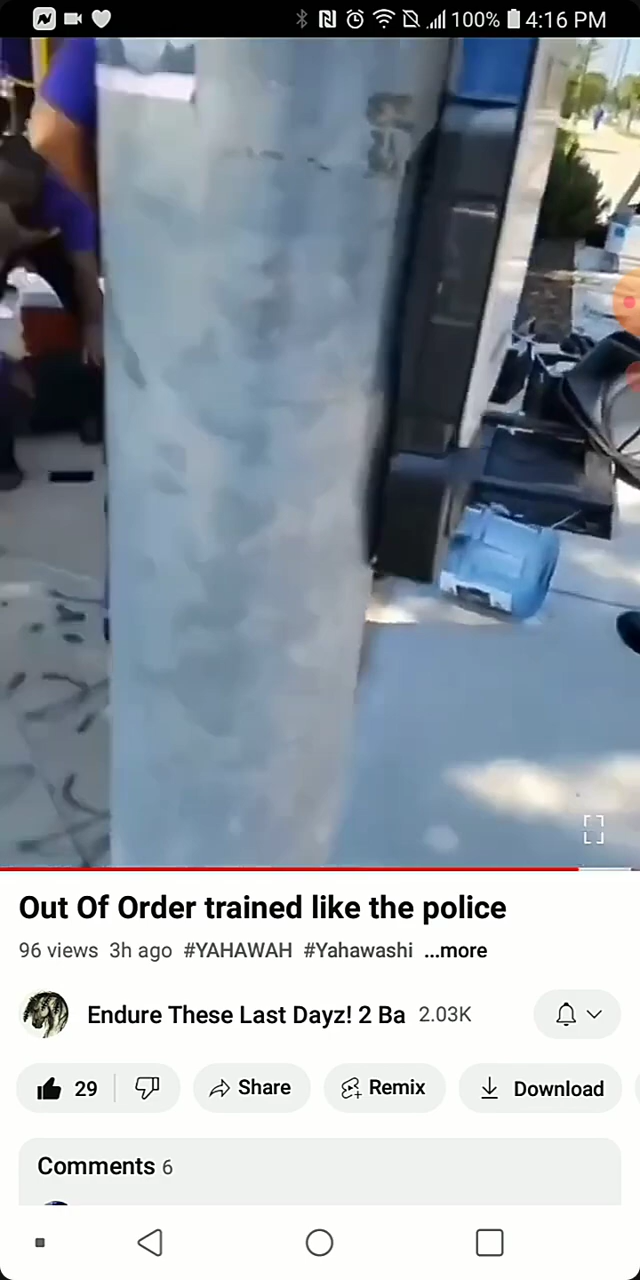 100% 4:16 PM
Out Of Order trained like the police
96 views 3h ago #YAHAWAH #Yahawashi ...more
Endure These Last Dayz! 2 Ba 2.03K
29 Share Remix Download
Comments 6